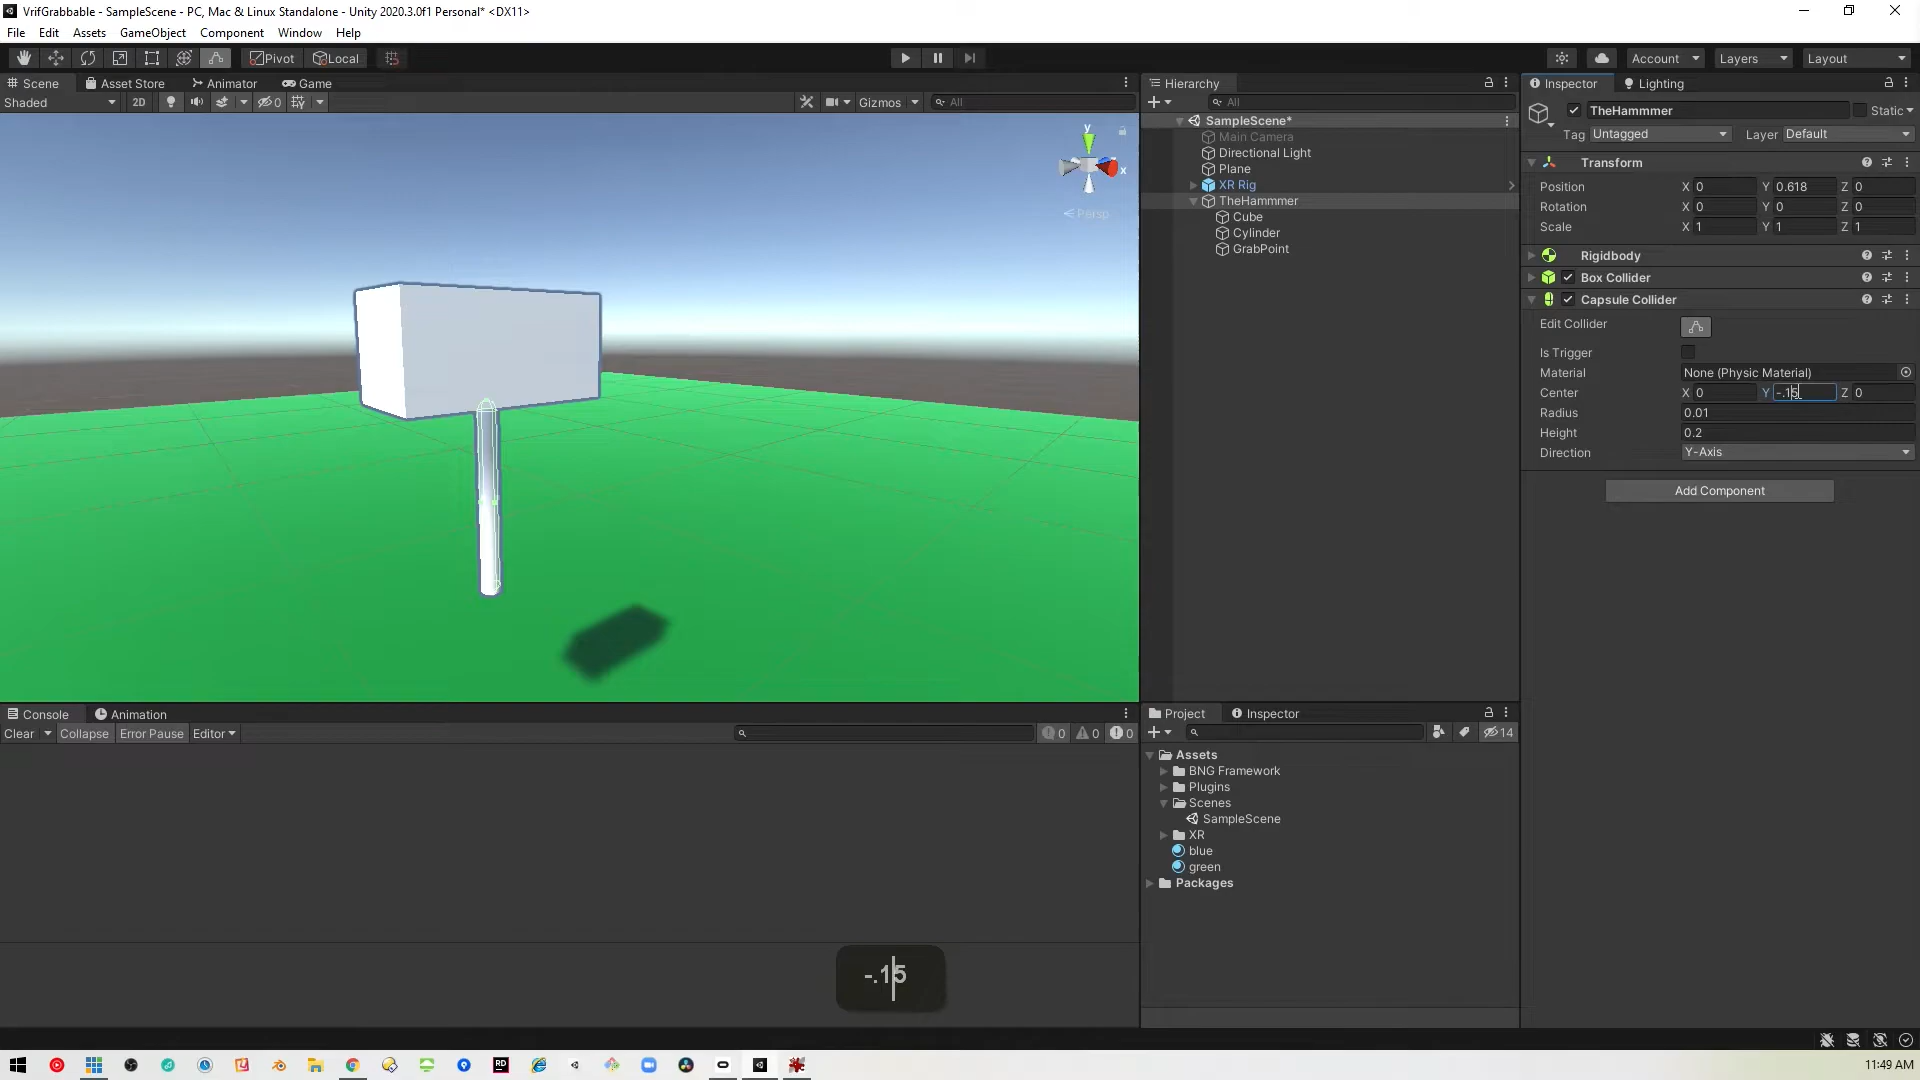 VrifGrabbable - SampleScene - PC, Mac & Linux Standalone - Unity 2020.3.0f1 Personal* <DX11>
File Edit Assets GameObject Component Window Help
Pivot Local Account Layers Layout
Scene Asset Store Animator Game
Shaded 2D 0 Gizmos All
y
x
Persp
Hierarchy
All
SampleScene*
Main Camera
Directional Light
Plane
XR Rig
TheHammmer
Cube
Cylinder
GrabPoint
Inspector Lighting
TheHammmer Static
Tag Untagged Layer Default
Transform
Position X 0 Y 0.618 Z 0
Rotation X 0 Y 0 Z 0
Scale X 1 Y 1 Z 1
Rigidbody
Box Collider
Capsule Collider
Edit Collider
Is Trigger
Material None (Physic Material)
Center X 0 Y -.15 Z 0
Radius 0.01
Height 0.2
Direction Y-Axis
Add Component
Console Animation
Clear Collapse Error Pause Editor 0 0 0
Project Inspector
14
Assets
BNG Framework
Plugins
Scenes
SampleScene
XR
blue
green
Packages
-.15
11:49 AM